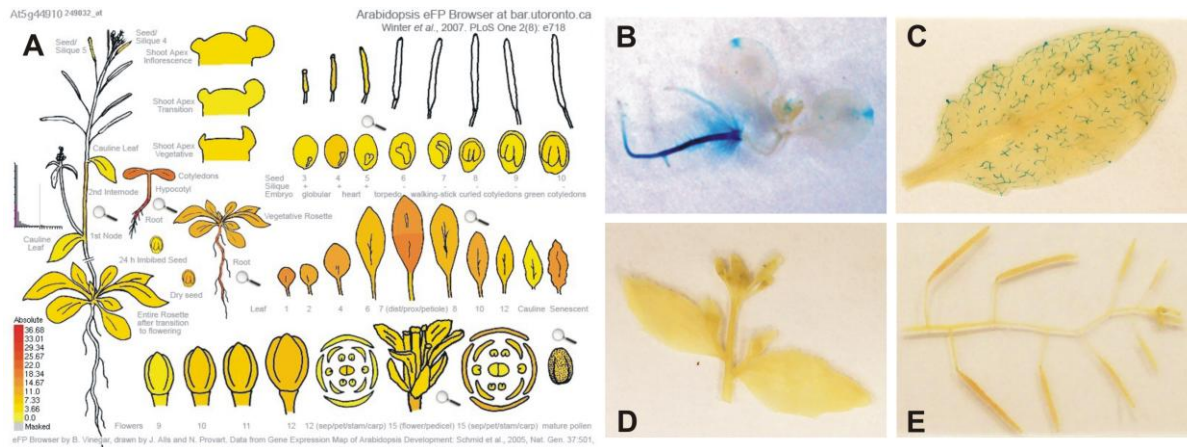 At5g44910 249032_at
Arabidopsis eFP Browser at bar.utoronto.ca
Winter et al., 2007. PLoS One 2(8): e718
A
Seed/
Silique 5
Seed/
Silique 4
Shoot Apex
Inflorescence
Shoot Apex
Transition
Shoot Apex
Vegetative
Cauline Leaf
2nd Internode
Cotyledons
Hypocotyl
Root
Seed 3 4 5 6 7 8 9 10
Silique + + + - - - - -
Embryo globular heart torpedo walking-stick curled cotyledons green cotyledons
Vegetative Rosette
Cauline
Leaf
1st Node
24 h Imbibed Seed
Root
Dry seed
Entire Rosette
after transition
to flowering
Leaf 1 2 4 6 7 (dist/prox/petiole) 8 10 12 Cauline Senescent
Absolute
36.68
33.01
29.34
25.67
22.0
18.34
14.67
11.0
7.33
3.66
0.0
Masked
Flowers 9 10 11 12 12 (sep/pet/stam/carp) 15 (flower/pedicel) 15 (sep/pet/stam/carp) mature pollen
eFP Browser by B. Vinegar, drawn by J. Alls and N. Provart. Data from Gene Expression Map of Arabidopsis Development: Schmid et al., 2005, Nat. Gen. 37:501,
B
C
D
E